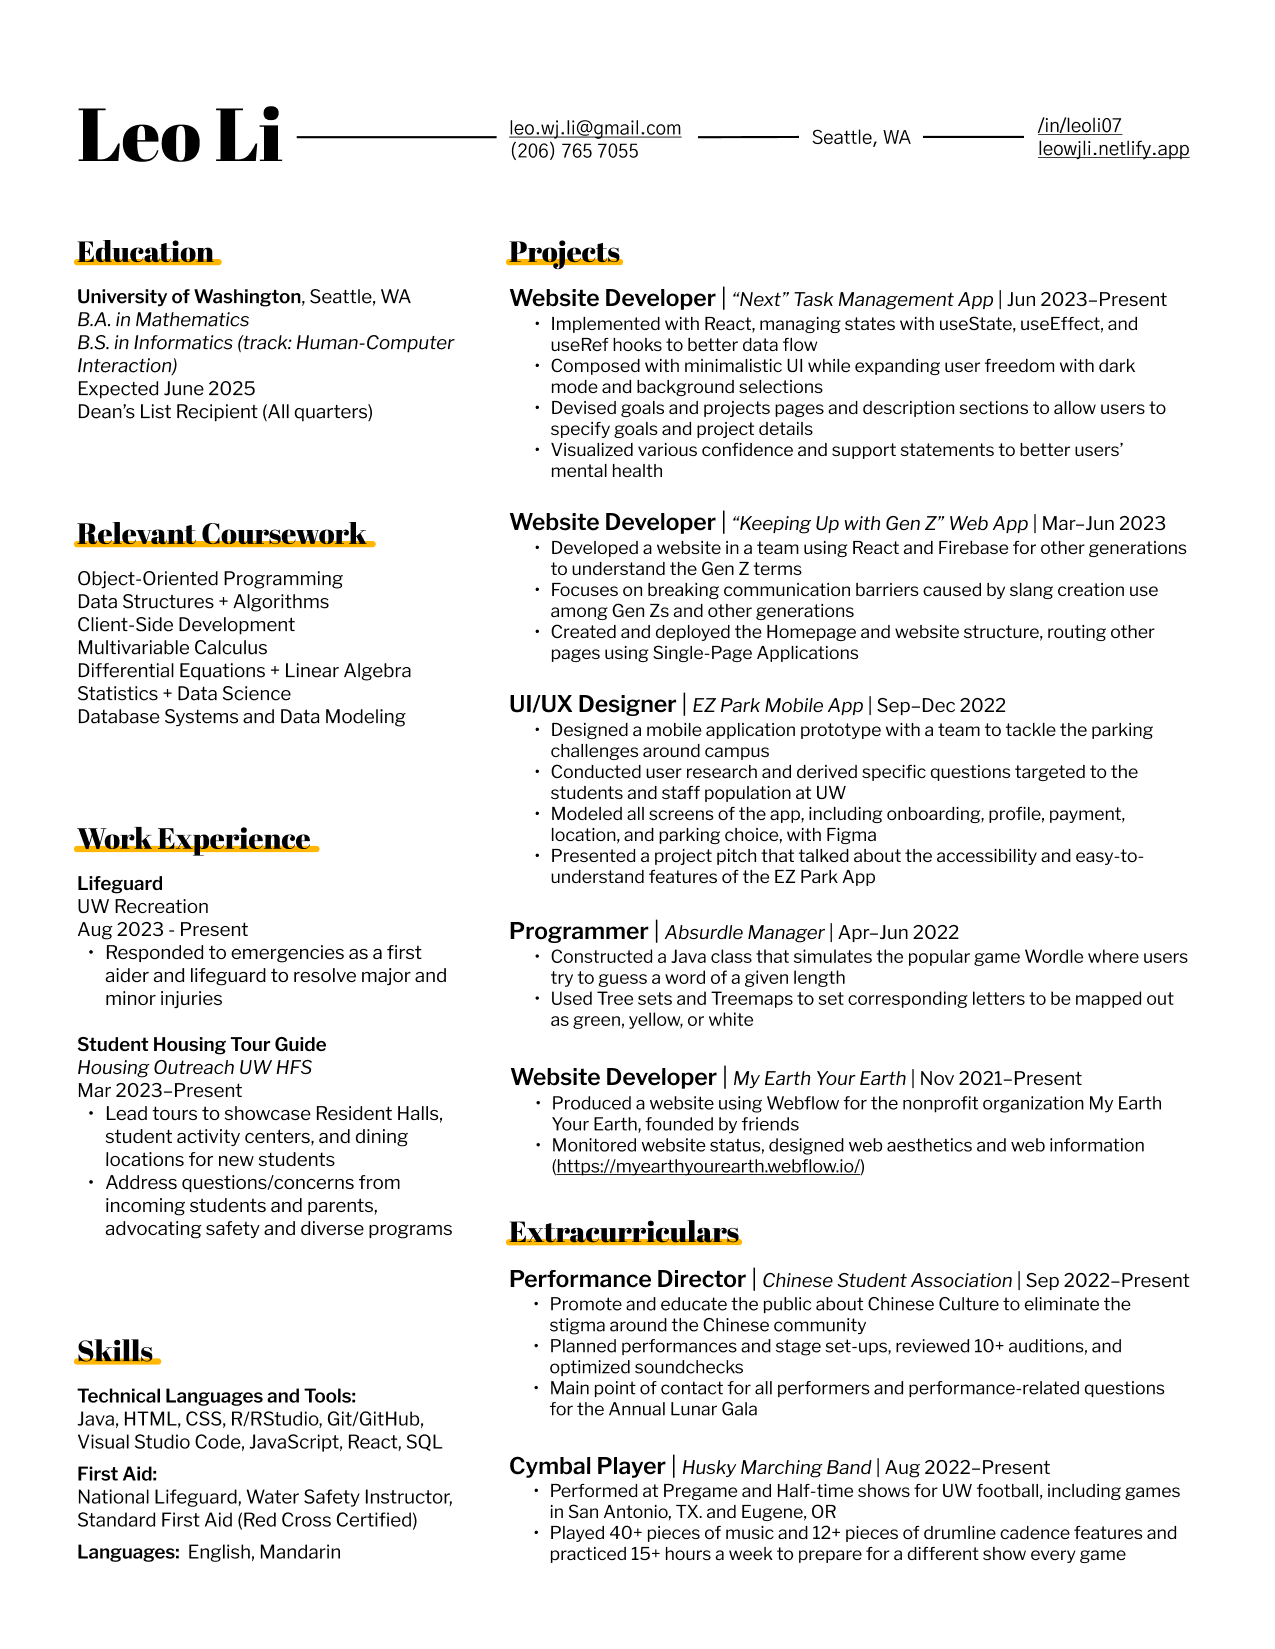 Leo Li
leo.wj.li@gmail.com
(206) 765 7055
Seattle, WA
/in/leoli07
leowjli.netlify.app
Education
University of Washington, Seattle, WA
B.A. in Mathematics
B.S. in Informatics (track: Human-Computer
Interaction)
Expected June 2025
Dean’s List Recipient (All quarters)
Relevant Coursework
Object-Oriented Programming
Data Structures + Algorithms
Client-Side Development
Multivariable Calculus
Differential Equations + Linear Algebra
Statistics + Data Science
Database Systems and Data Modeling
Work Experience
Lifeguard
UW Recreation
Aug 2023 - Present
• Responded to emergencies as a first
aider and lifeguard to resolve major and
minor injuries
Student Housing Tour Guide
Housing Outreach UW HFS
Mar 2023–Present
• Lead tours to showcase Resident Halls,
student activity centers, and dining
locations for new students
• Address questions/concerns from
incoming students and parents,
advocating safety and diverse programs
Skills
Technical Languages and Tools:
Java, HTML, CSS, R/RStudio, Git/GitHub,
Visual Studio Code, JavaScript, React, SQL
First Aid:
National Lifeguard, Water Safety Instructor,
Standard First Aid (Red Cross Certified)
Languages: English, Mandarin
Projects
Website Developer | “Next” Task Management App | Jun 2023–Present
• Implemented with React, managing states with useState, useEffect, and
useRef hooks to better data flow
• Composed with minimalistic UI while expanding user freedom with dark
mode and background selections
• Devised goals and projects pages and description sections to allow users to
specify goals and project details
• Visualized various confidence and support statements to better users’
mental health
Website Developer | “Keeping Up with Gen Z” Web App | Mar–Jun 2023
• Developed a website in a team using React and Firebase for other generations
to understand the Gen Z terms
• Focuses on breaking communication barriers caused by slang creation use
among Gen Zs and other generations
• Created and deployed the Homepage and website structure, routing other
pages using Single-Page Applications
UI/UX Designer | EZ Park Mobile App | Sep–Dec 2022
• Designed a mobile application prototype with a team to tackle the parking
challenges around campus
• Conducted user research and derived specific questions targeted to the
students and staff population at UW
• Modeled all screens of the app, including onboarding, profile, payment,
location, and parking choice, with Figma
• Presented a project pitch that talked about the accessibility and easy-to-
understand features of the EZ Park App
Programmer | Absurdle Manager | Apr–Jun 2022
• Constructed a Java class that simulates the popular game Wordle where users
try to guess a word of a given length
• Used Tree sets and Treemaps to set corresponding letters to be mapped out
as green, yellow, or white
Website Developer | My Earth Your Earth | Nov 2021–Present
• Produced a website using Webflow for the nonprofit organization My Earth
Your Earth, founded by friends
• Monitored website status, designed web aesthetics and web information
(https://myearthyourearth.webflow.io/)
Extracurriculars
Performance Director | Chinese Student Association | Sep 2022–Present
• Promote and educate the public about Chinese Culture to eliminate the
stigma around the Chinese community
• Planned performances and stage set-ups, reviewed 10+ auditions, and
optimized soundchecks
• Main point of contact for all performers and performance-related questions
for the Annual Lunar Gala
Cymbal Player | Husky Marching Band | Aug 2022–Present
• Performed at Pregame and Half-time shows for UW football, including games
in San Antonio, TX. and Eugene, OR
• Played 40+ pieces of music and 12+ pieces of drumline cadence features and
practiced 15+ hours a week to prepare for a different show every game